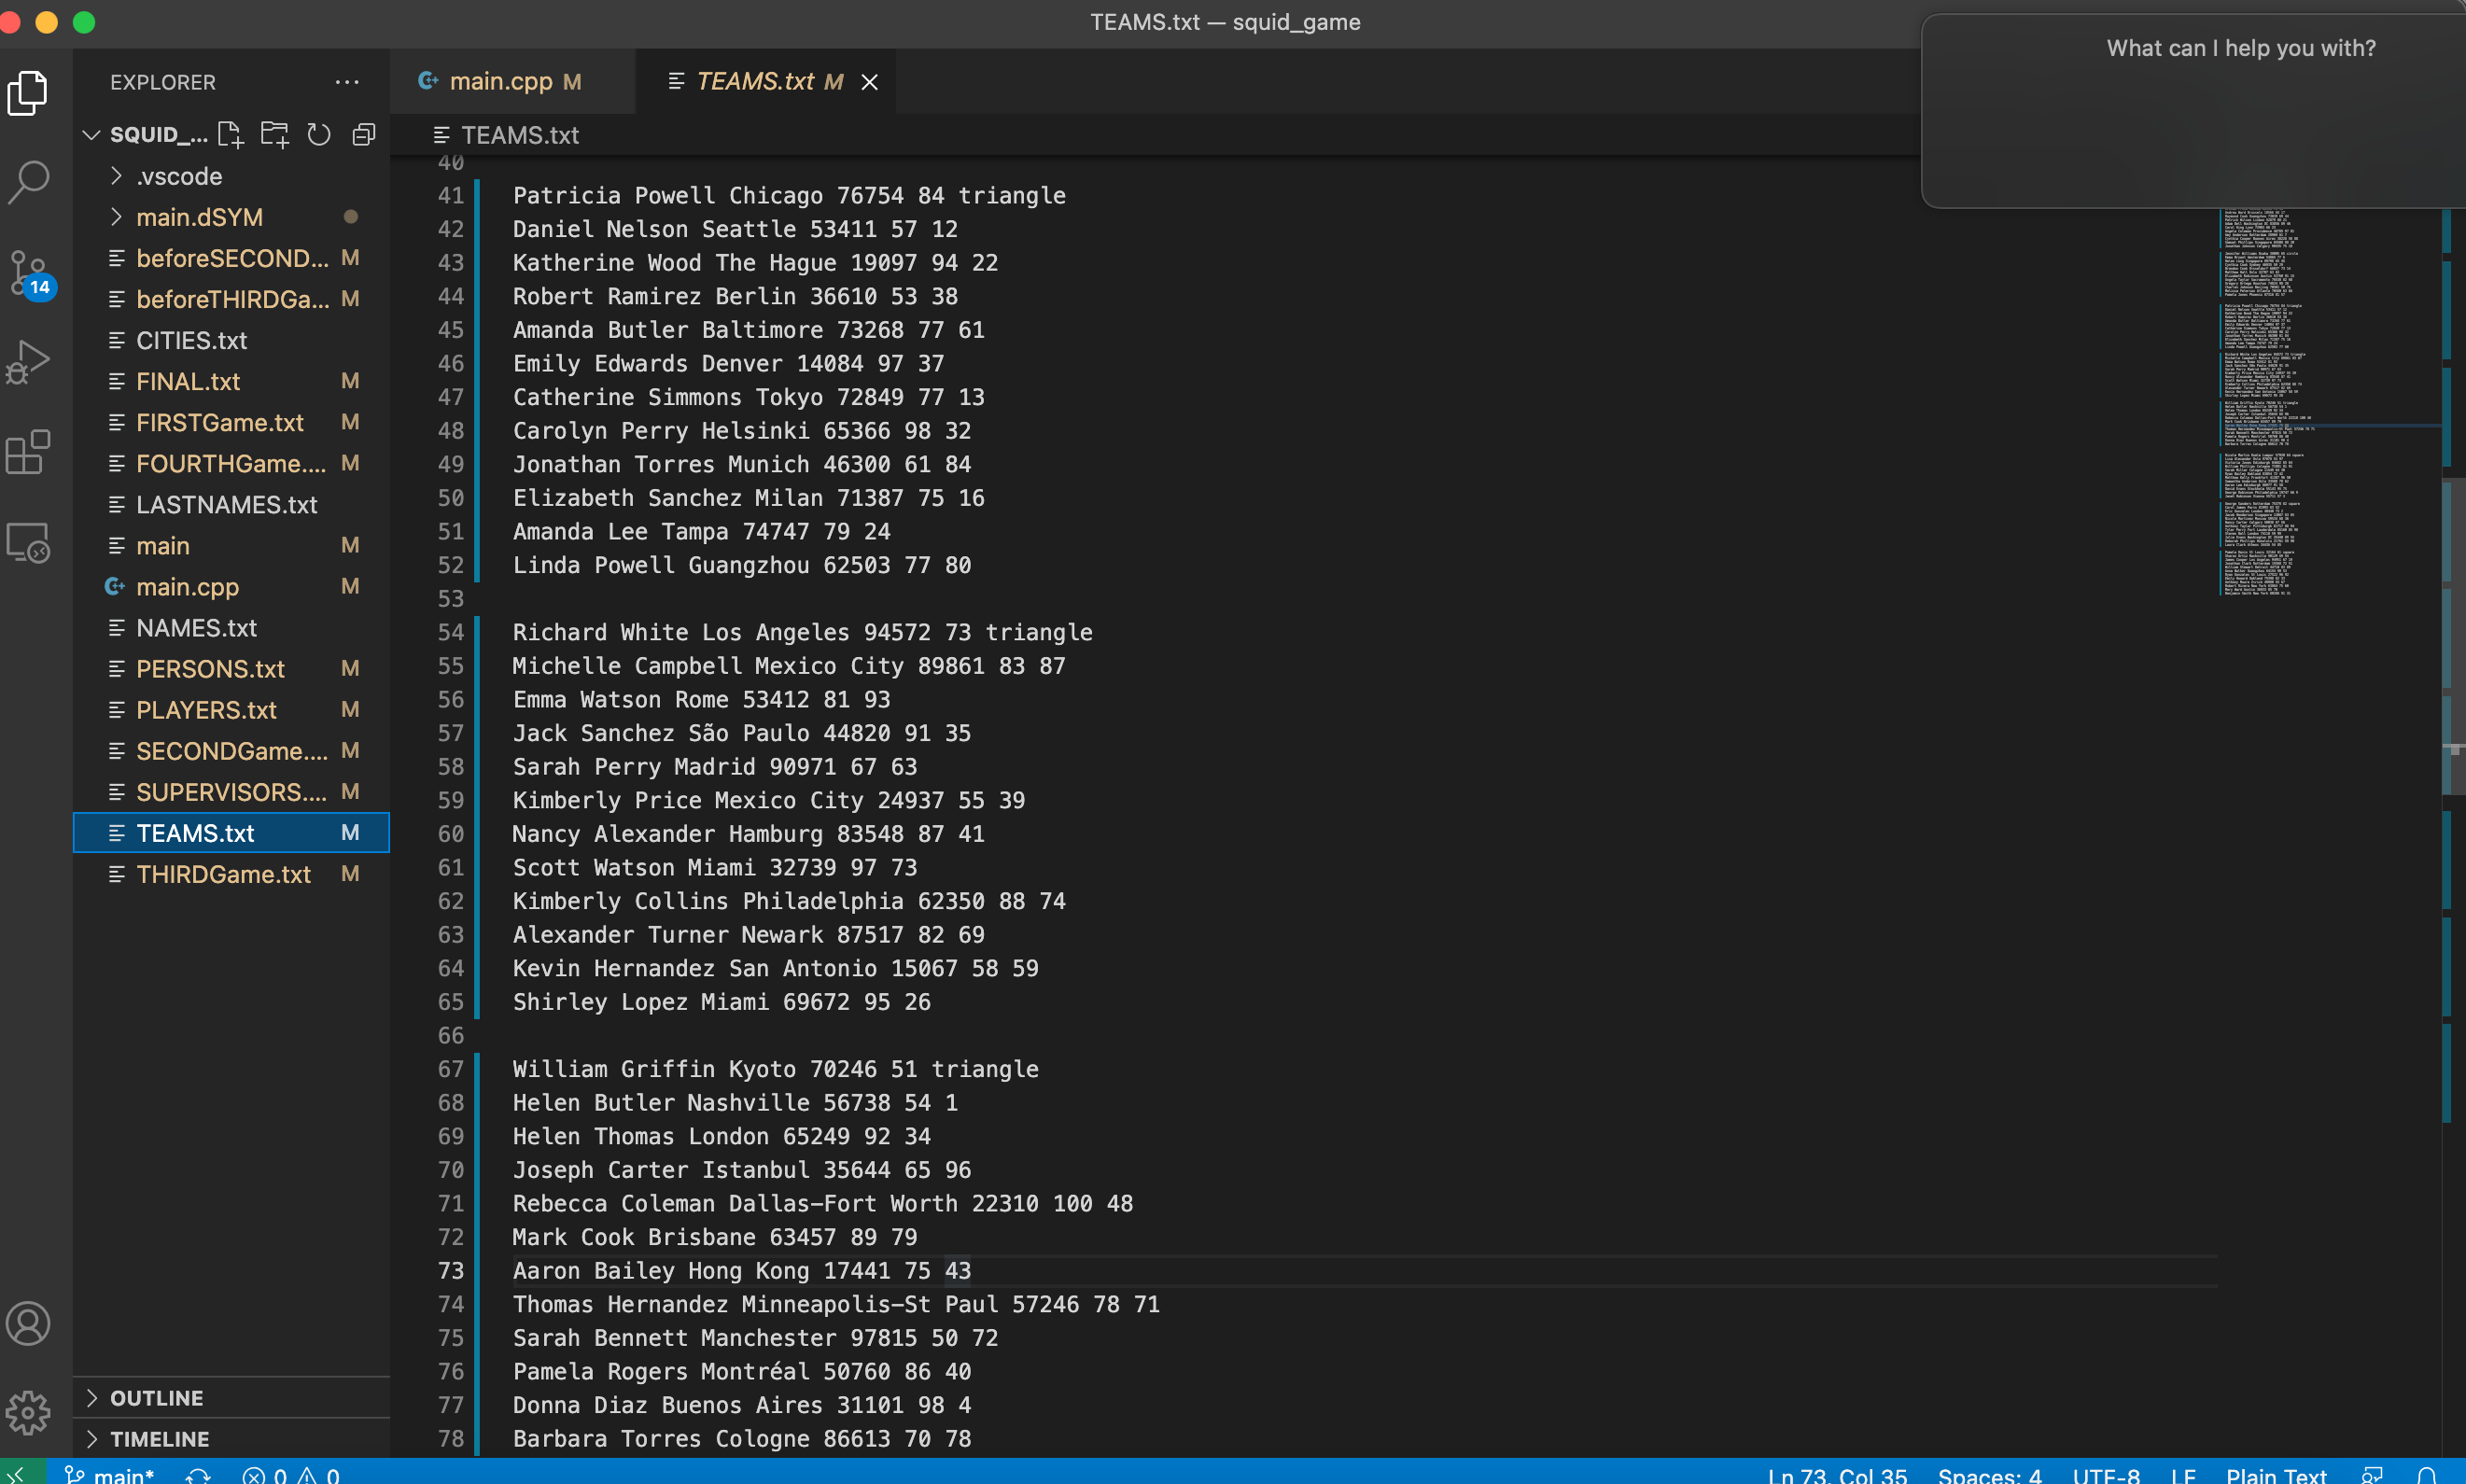 TEAMS.txt — squid_game
What can I help you with?
EXPLORER
main.cpp M
TEAMS.txt M
SQUID_...
TEAMS.txt
.vscode
main.dSYM
beforeSECOND... M
beforeTHIRDGa... M
CITIES.txt
FINAL.txt M
FIRSTGame.txt M
FOURTHGame.... M
LASTNAMES.txt
main M
main.cpp M
NAMES.txt
PERSONS.txt M
PLAYERS.txt M
SECONDGame.... M
SUPERVISORS.... M
TEAMS.txt M
THIRDGame.txt M
OUTLINE
TIMELINE
14
40
41 Patricia Powell Chicago 76754 84 triangle
42 Daniel Nelson Seattle 53411 57 12
43 Katherine Wood The Hague 19097 94 22
44 Robert Ramirez Berlin 36610 53 38
45 Amanda Butler Baltimore 73268 77 61
46 Emily Edwards Denver 14084 97 37
47 Catherine Simmons Tokyo 72849 77 13
48 Carolyn Perry Helsinki 65366 98 32
49 Jonathan Torres Munich 46300 61 84
50 Elizabeth Sanchez Milan 71387 75 16
51 Amanda Lee Tampa 74747 79 24
52 Linda Powell Guangzhou 62503 77 80
53
54 Richard White Los Angeles 94572 73 triangle
55 Michelle Campbell Mexico City 89861 83 87
56 Emma Watson Rome 53412 81 93
57 Jack Sanchez São Paulo 44820 91 35
58 Sarah Perry Madrid 90971 67 63
59 Kimberly Price Mexico City 24937 55 39
60 Nancy Alexander Hamburg 83548 87 41
61 Scott Watson Miami 32739 97 73
62 Kimberly Collins Philadelphia 62350 88 74
63 Alexander Turner Newark 87517 82 69
64 Kevin Hernandez San Antonio 15067 58 59
65 Shirley Lopez Miami 69672 95 26
66
67 William Griffin Kyoto 70246 51 triangle
68 Helen Butler Nashville 56738 54 1
69 Helen Thomas London 65249 92 34
70 Joseph Carter Istanbul 35644 65 96
71 Rebecca Coleman Dallas–Fort Worth 22310 100 48
72 Mark Cook Brisbane 63457 89 79
73 Aaron Bailey Hong Kong 17441 75 43
74 Thomas Hernandez Minneapolis–St Paul 57246 78 71
75 Sarah Bennett Manchester 97815 50 72
76 Pamela Rogers Montréal 50760 86 40
77 Donna Diaz Buenos Aires 31101 98 4
78 Barbara Torres Cologne 86613 70 78
main* 0 0 Ln 73, Col 35 Spaces: 4 UTF-8 LF Plain Text